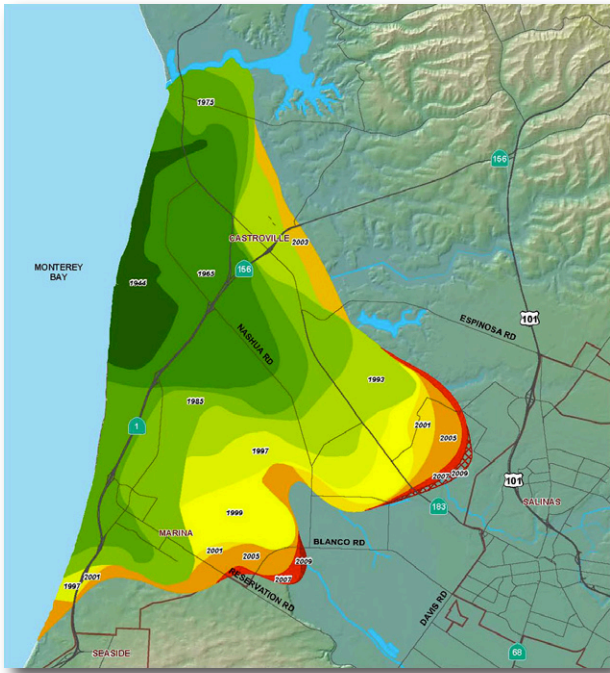 1975
156
CASTROVILLE
2003
MONTEREY
BAY
1944
1965
156
101
ESPINOSA RD
NASHUA RD
1993
1985
1
2001
2005
1997
2007
2009
101
SALINAS
183
1999
MARINA
BLANCO RD
2001
2005
2009
2001
1997
2007
RESERVATION RD
DAVIS RD
SEASIDE
68